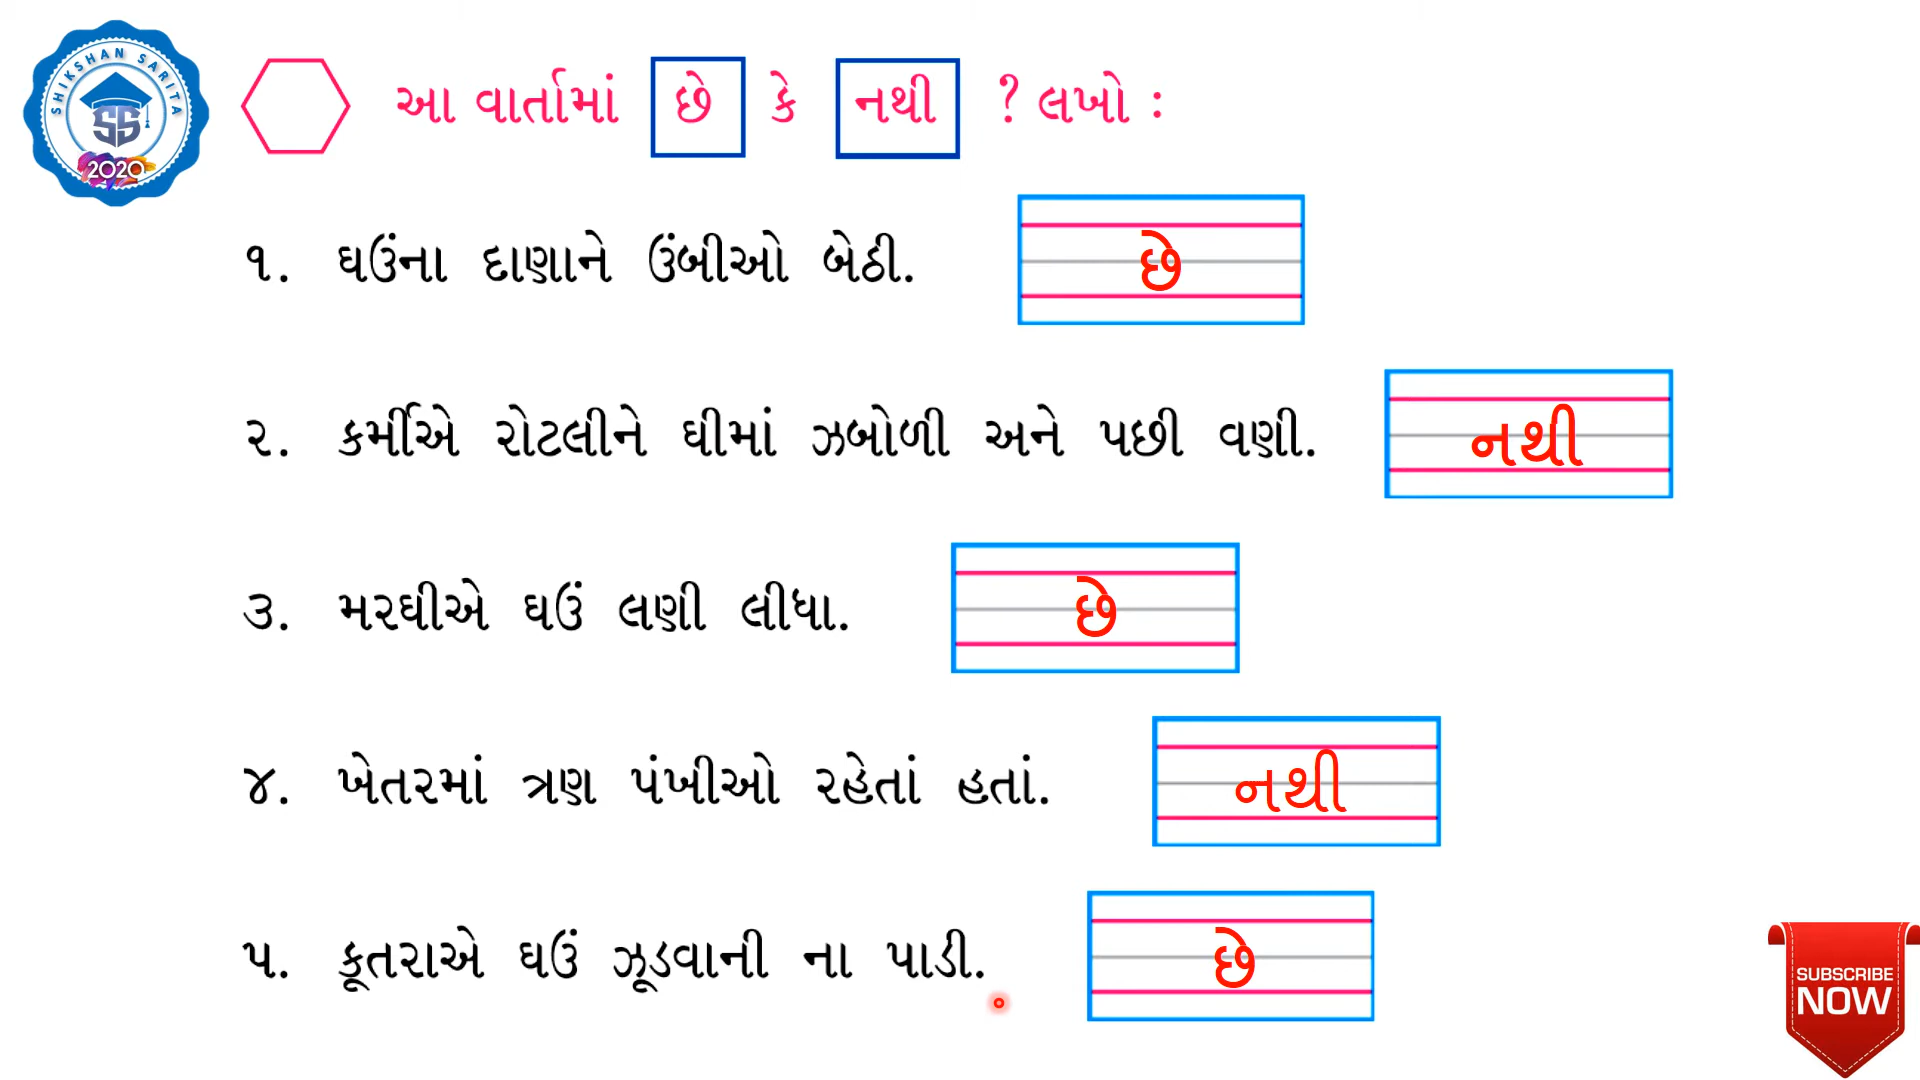 SHIKSHAN SARITA
SS
2020
આ વાર્તામાં છે કે નથી ? લખો :
૧. ઘઉંના દાણાને ઉંબીઓ બેઠી. છે
૨. કર્મીએ રોટલીને ઘીમાં ઝબોળી અને પછી વણી. નથી
૩. મરઘીએ ઘઉં લણી લીધા. છે
૪. ખેતરમાં ત્રણ પંખીઓ રહેતાં હતાં. નથી
૫. કૂતરાએ ઘઉં ઝૂડવાની ના પાડી. છે
SUBSCRIBE
NOW